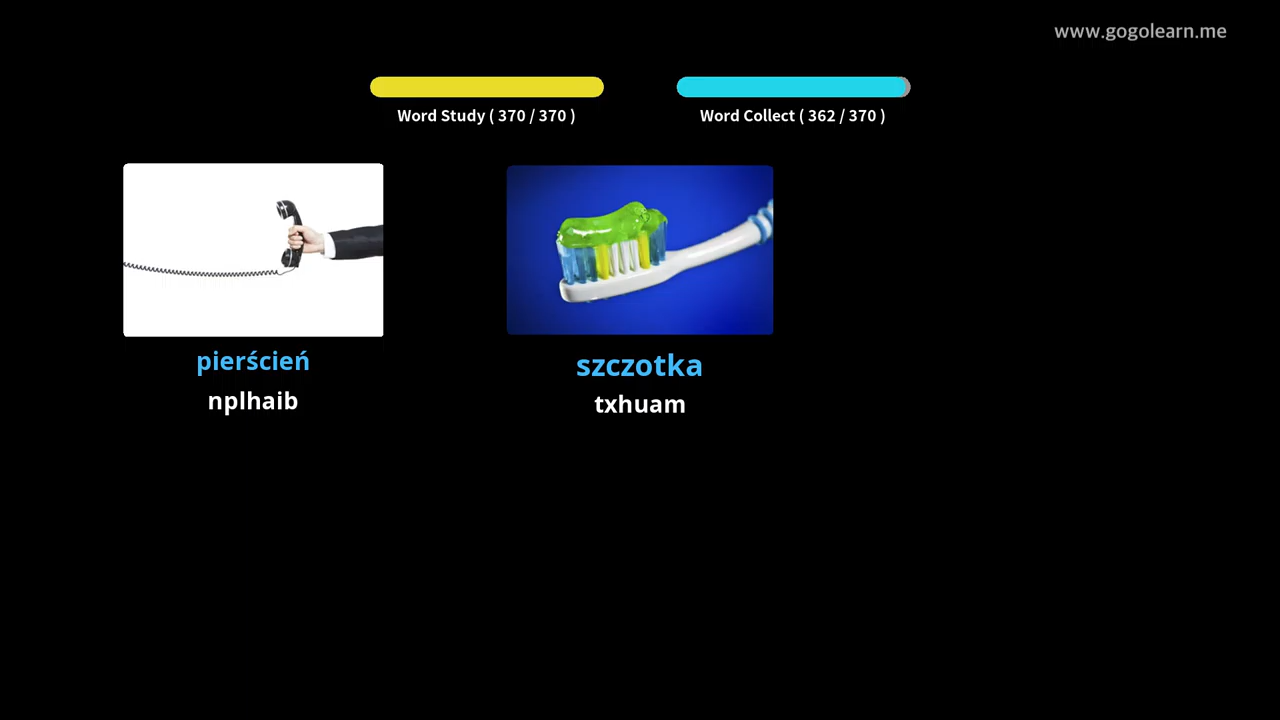 www.gogolearn.me
Word Study ( 370 / 370 )
Word Collect ( 362 / 370 )
pierścień
nplhaib
szczotka
txhuam